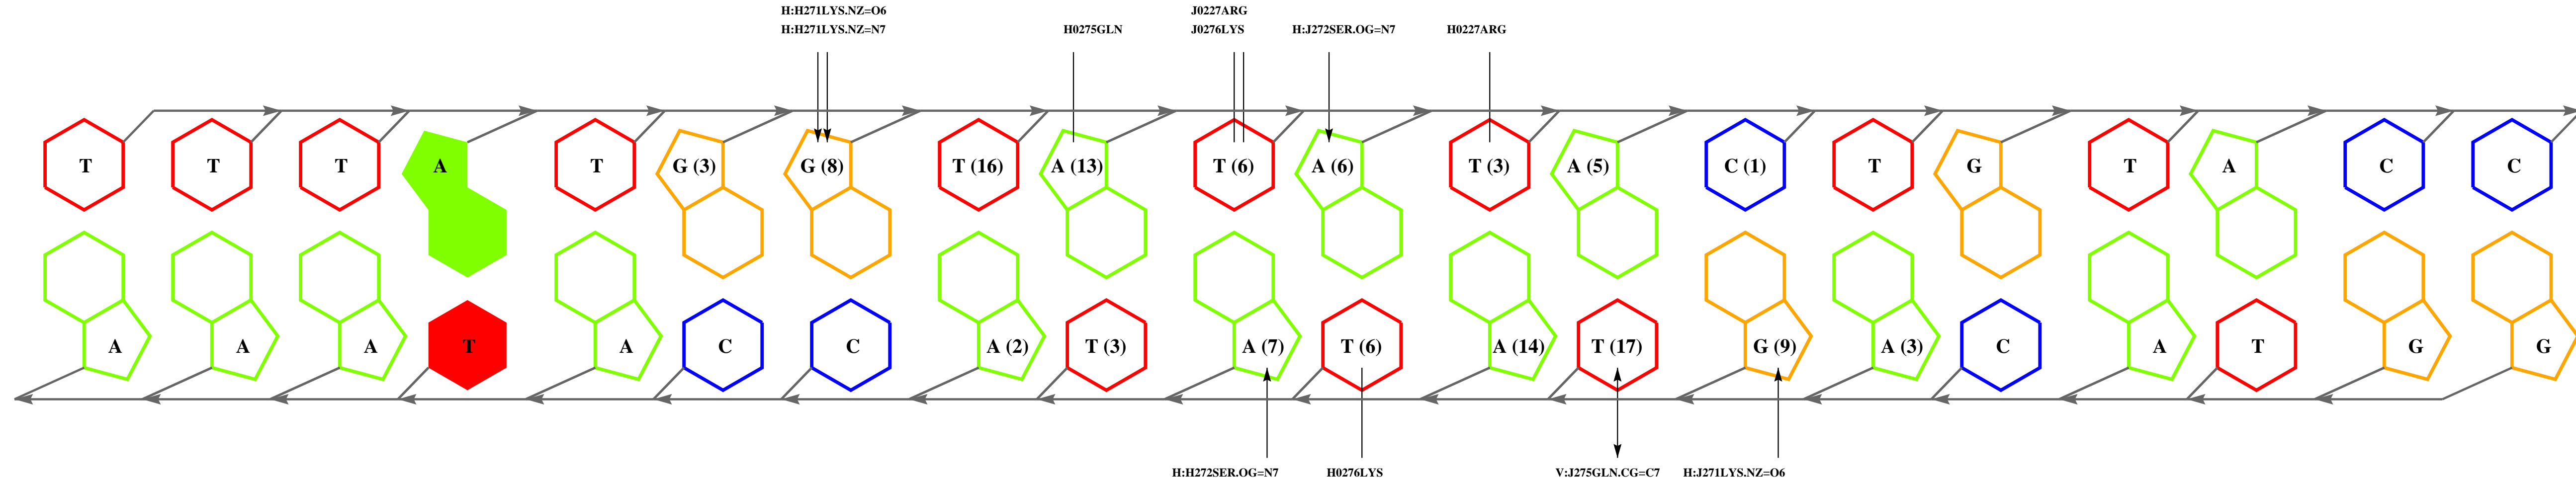 H:H271LYS.NZ=O6
H:H271LYS.NZ=N7
H0275GLN
J0227ARG
J0276LYS
H:J272SER.OG=N7
H0227ARG
T T T A T G (3) G (8) T (16) A (13) T (6) A (6) T (3) A (5) C (1) T G T A C C
A A A T A C C A (2) T (3) A (7) T (6) A (14) T (17) G (9) A (3) C A T G G
H:H272SER.OG=N7
H0276LYS
V:J275GLN.CG=C7
H:J271LYS.NZ=O6